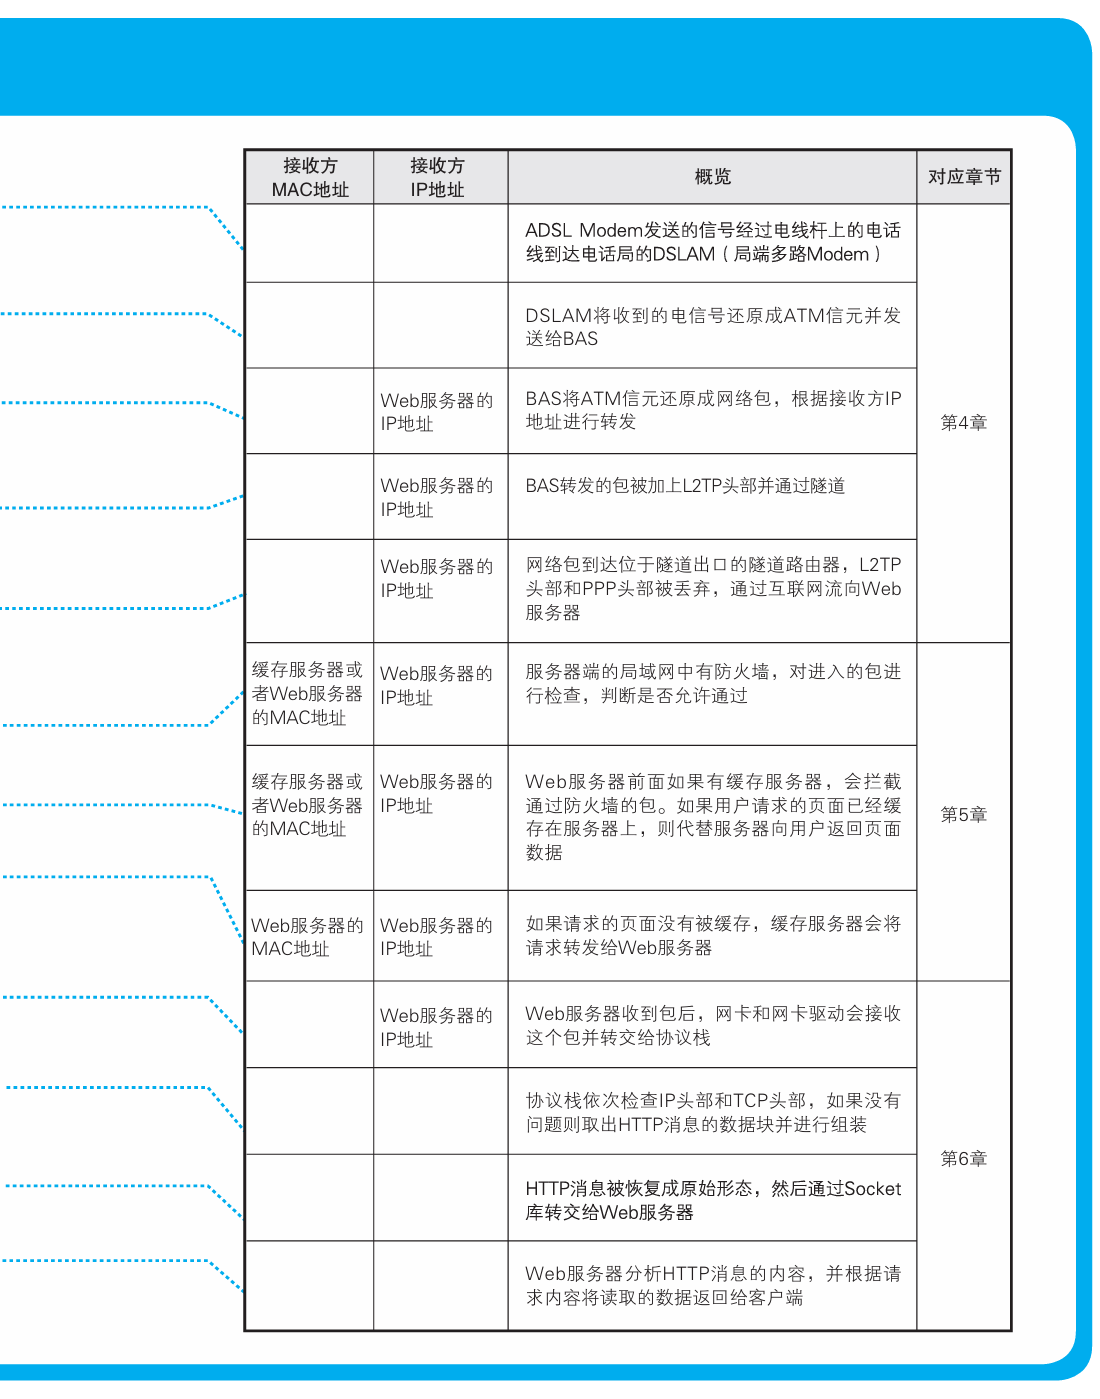 接收方
MAC地址
接收方
IP地址
概览
对应章节
ADSL Modem发送的信号经过电线杆上的电话
线到达电话局的DSLAM（局端多路Modem）
DSLAM将收到的电信号还原成ATM信元并发
送给BAS
Web服务器的
IP地址
BAS将ATM信元还原成网络包，根据接收方IP
地址进行转发
第4章
Web服务器的
IP地址
BAS转发的包被加上L2TP头部并通过隧道
Web服务器的
IP地址
网络包到达位于隧道出口的隧道路由器，L2TP
头部和PPP头部被丢弃，通过互联网流向Web
服务器
缓存服务器或
者Web服务器
的MAC地址
Web服务器的
IP地址
服务器端的局域网中有防火墙，对进入的包进
行检查，判断是否允许通过
缓存服务器或
者Web服务器
的MAC地址
Web服务器的
IP地址
Web服务器前面如果有缓存服务器，会拦截
通过防火墙的包。如果用户请求的页面已经缓
存在服务器上，则代替服务器向用户返回页面
数据
第5章
Web服务器的
MAC地址
Web服务器的
IP地址
如果请求的页面没有被缓存，缓存服务器会将
请求转发给Web服务器
Web服务器的
IP地址
Web服务器收到包后，网卡和网卡驱动会接收
这个包并转交给协议栈
协议栈依次检查IP头部和TCP头部，如果没有
问题则取出HTTP消息的数据块并进行组装
第6章
HTTP消息被恢复成原始形态，然后通过Socket
库转交给Web服务器
Web服务器分析HTTP消息的内容，并根据请
求内容将读取的数据返回给客户端